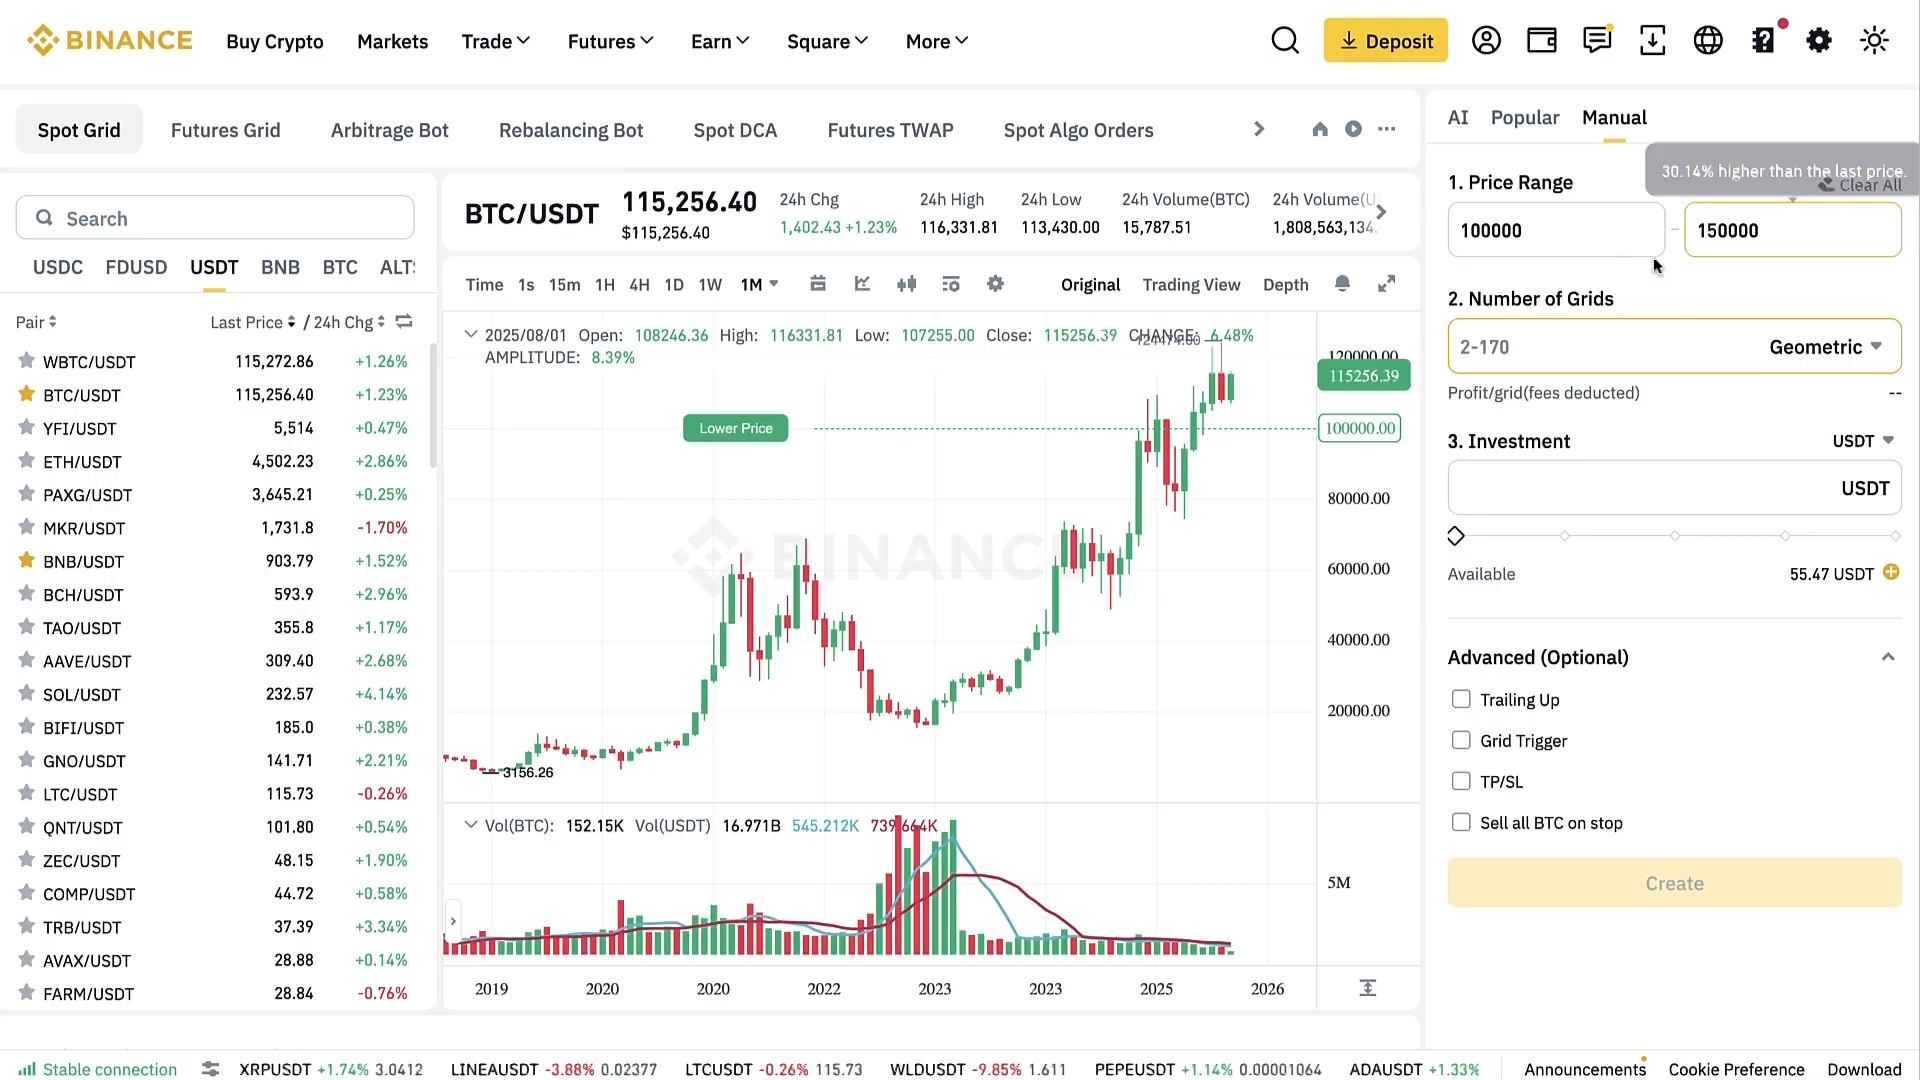 BINANCE
Buy Crypto Markets Trade Futures Earn Square More
Deposit
Spot Grid Futures Grid Arbitrage Bot Rebalancing Bot Spot DCA Futures TWAP Spot Algo Orders
Search
USDC FDUSD USDT BNB BTC ALTS
Pair Last Price / 24h Chg
WBTC/USDT 115,272.86 +1.26%
BTC/USDT 115,256.40 +1.23%
YFI/USDT 5,514 +0.47%
ETH/USDT 4,502.23 +2.86%
PAXG/USDT 3,645.21 +0.25%
MKR/USDT 1,731.8 -1.70%
BNB/USDT 903.79 +1.52%
BCH/USDT 593.9 +2.96%
TAO/USDT 355.8 +1.17%
AAVE/USDT 309.40 +2.68%
SOL/USDT 232.57 +4.14%
BIFI/USDT 185.0 +0.38%
GNO/USDT 141.71 +2.21%
LTC/USDT 115.73 -0.26%
QNT/USDT 101.80 +0.54%
ZEC/USDT 48.15 +1.90%
COMP/USDT 44.72 +0.58%
TRB/USDT 37.39 +3.34%
AVAX/USDT 28.88 +0.14%
FARM/USDT 28.84 -0.76%
BTC/USDT
115,256.40
$115,256.40
24h Chg
1,402.43 +1.23%
24h High
116,331.81
24h Low
113,430.00
24h Volume(BTC)
15,787.51
24h Volume(U
1,808,563,134
Time 1s 15m 1H 4H 1D 1W 1M
Original Trading View Depth
2025/08/01 Open: 108246.36 High: 116331.81 Low: 107255.00 Close: 115256.39 CHANGE: 6.48%
AMPLITUDE: 8.39%
120000.00
115256.39
Lower Price
100000.00
80000.00
60000.00
40000.00
20000.00
BINANCE
3156.26
Vol(BTC): 152.15K Vol(USDT) 16.971B 545.212K 739.664K
5M
2019 2020 2020 2022 2023 2023 2025 2026
AI Popular Manual
1. Price Range
30.14% higher than the last price.
Clear All
100000 - 150000
2. Number of Grids
2-170 Geometric
Profit/grid(fees deducted) --
3. Investment USDT
USDT
Available 55.47 USDT
Advanced (Optional)
Trailing Up
Grid Trigger
TP/SL
Sell all BTC on stop
Create
Stable connection
XRPUSDT +1.74% 3.0412 LINEAUSDT -3.88% 0.02377 LTCUSDT -0.26% 115.73 WLDUSDT -9.85% 1.611 PEPEUSDT +1.14% 0.00001064 ADAUSDT +1.33%
Announcements Cookie Preference Download